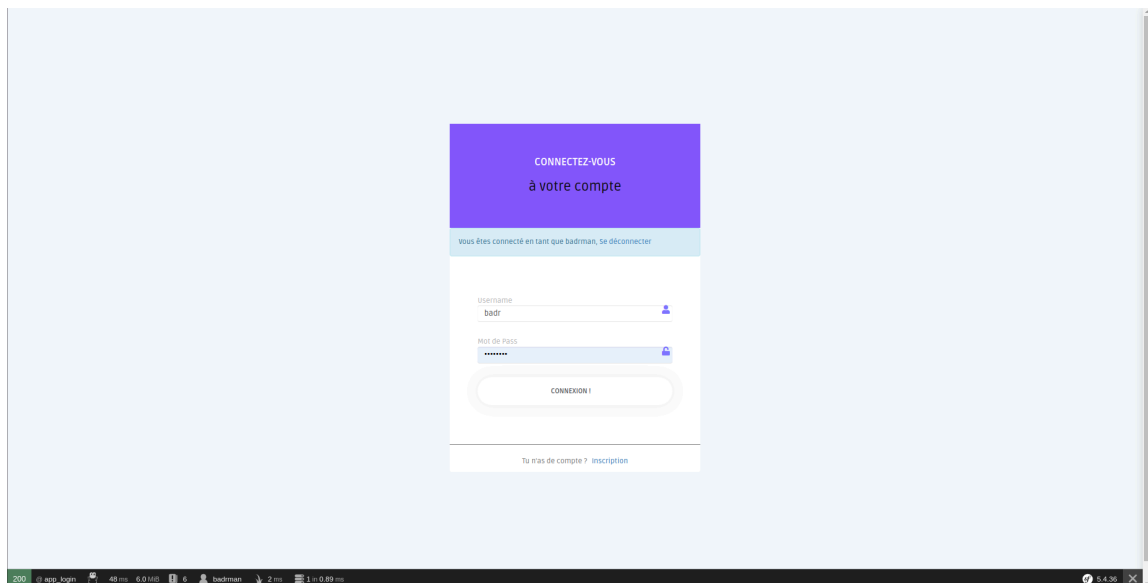 CONNECTEZ-VOUS
à votre compte
Vous êtes connecté en tant que badrman, Se déconnecter
Username
badr
Mot de Pass
••••••••
CONNEXION !
Tu n'as de compte ? Inscription
200 @ app_login 48 ms 6.0 MiB 6 badrman 2 ms 1 in 0.89 ms sf 5.4.36